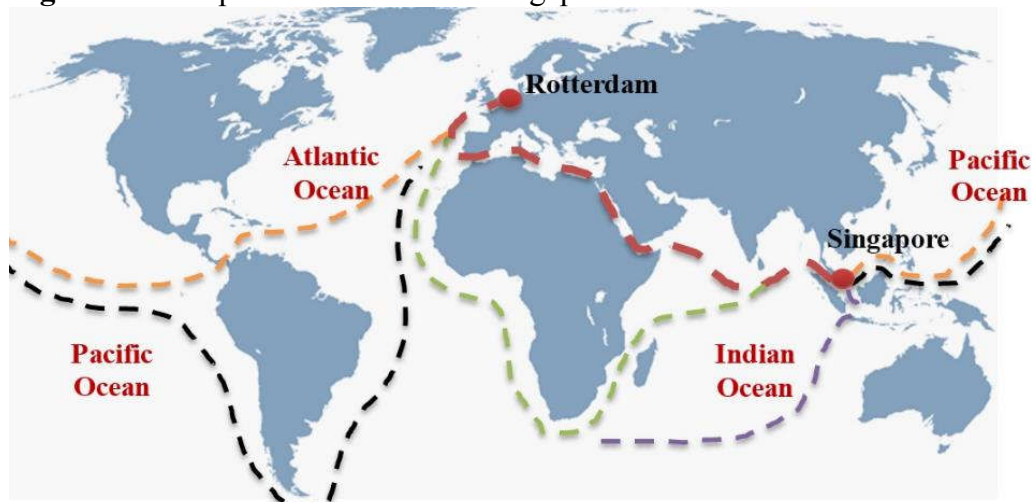 Rotterdam
Atlantic
Ocean
Pacific
Ocean
Singapore
Pacific
Ocean
Indian
Ocean